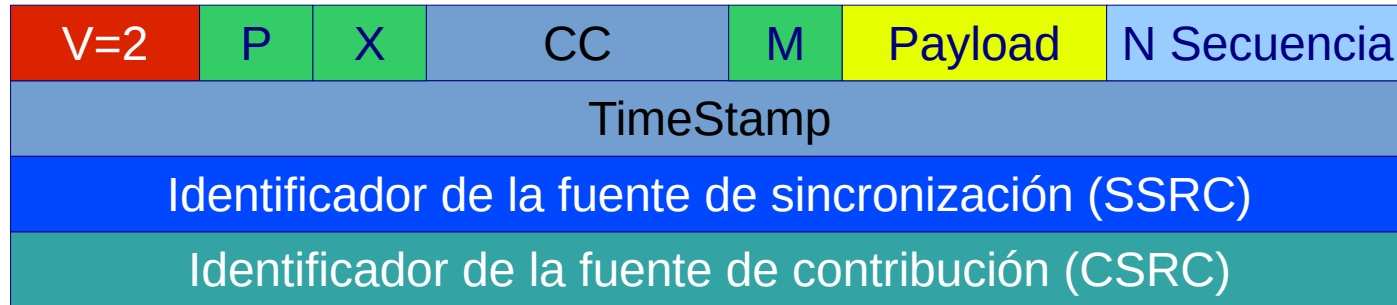 V=2 P X CC M Payload N Secuencia
TimeStamp
Identificador de la fuente de sincronización (SSRC)
Identificador de la fuente de contribución (CSRC)